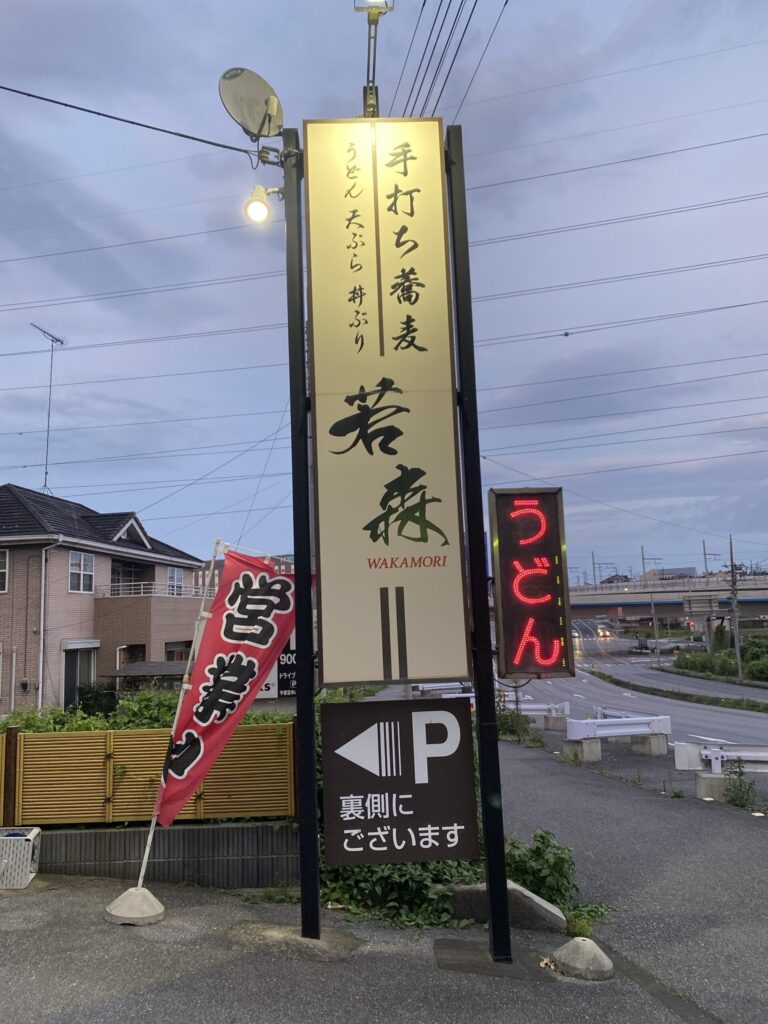 手打ち蕎麦
うどん 天ぷら 丼ぶり
若森
WAKAMORI
うどん
営業中
P
裏側に
ございます
900